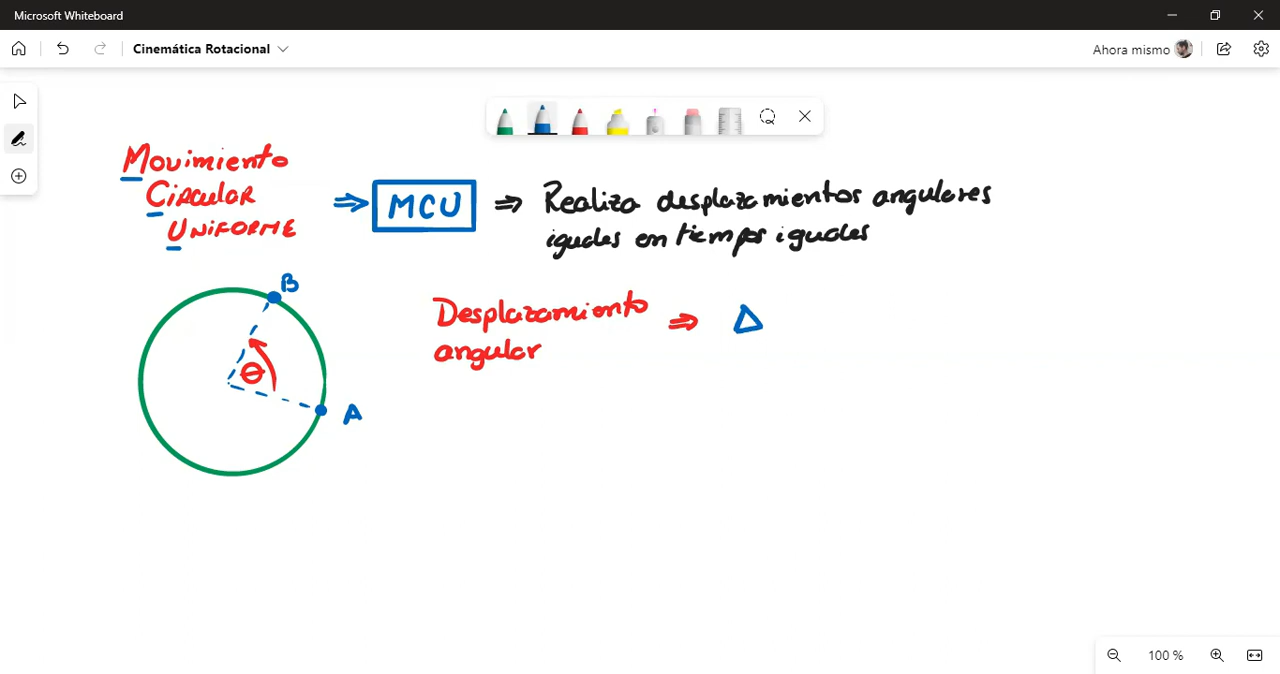 Microsoft Whiteboard
Cinemática Rotacional
Ahora mismo
Movimiento
Circular
UNIFORME
⇒ MCU ⇒ Realiza desplazamientos angulares
iguales en tiempos iguales
B
θ
A
Desplazamiento ⇒ Δ
angular
100 %